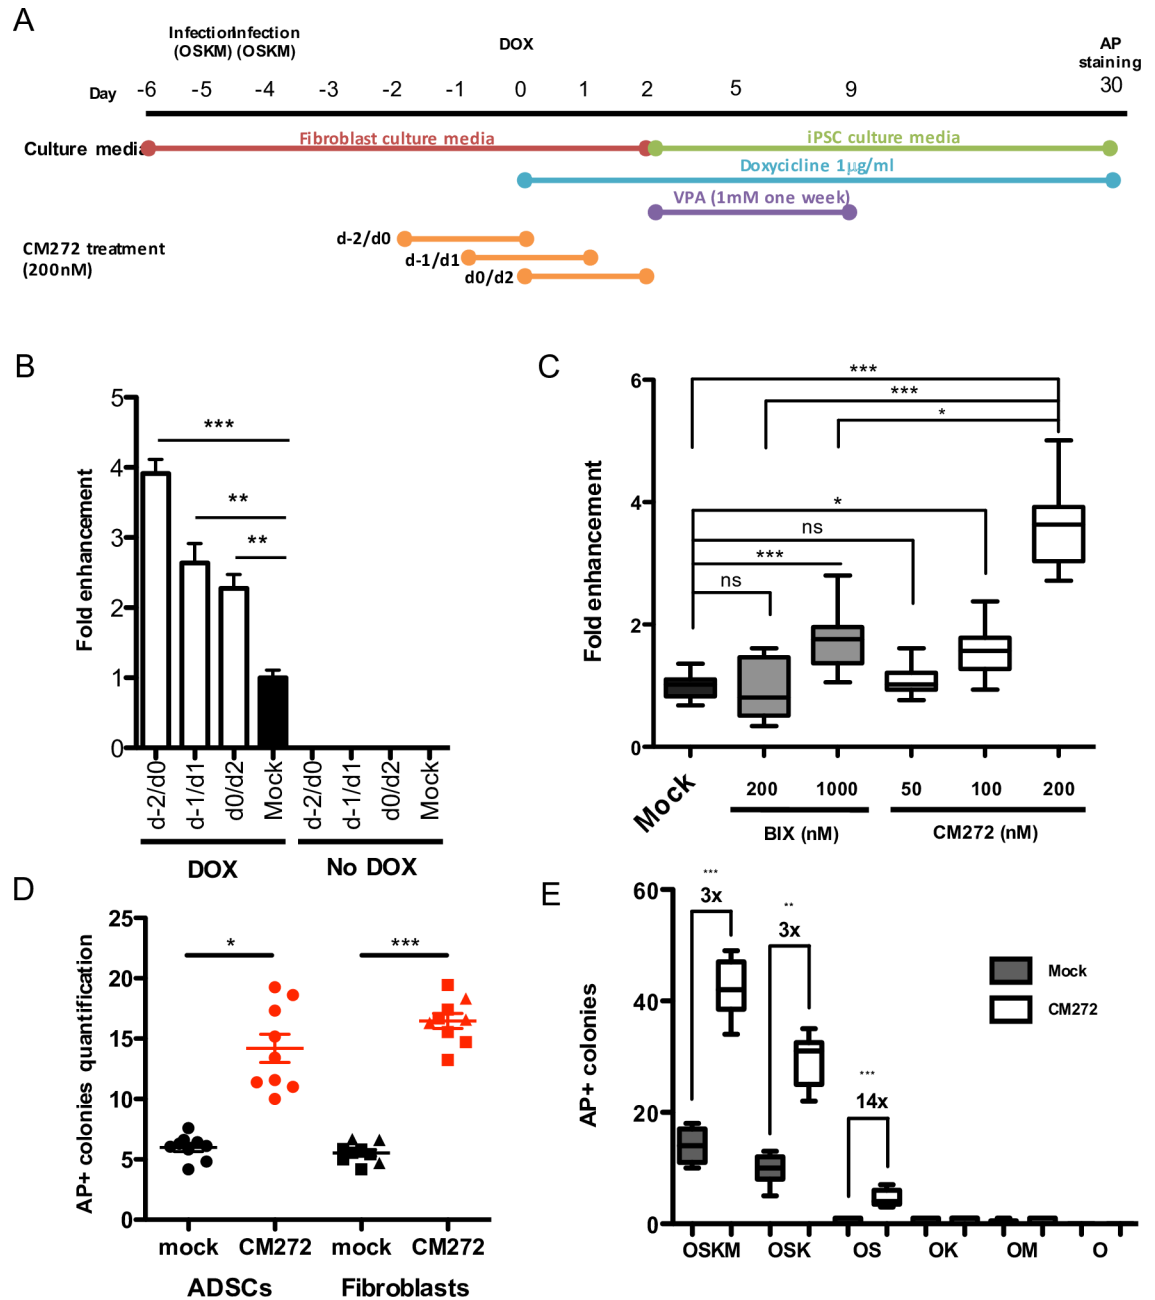 A
InfectionInfection
(OSKM) (OSKM)
DOX
AP
staining
Day -6 -5 -4 -3 -2 -1 0 1 2 5 9 30
Culture media
Fibroblast culture media
iPSC culture media
Doxycicline 1µg/ml
VPA (1mM one week)
CM272 treatment
(200nM)
d-2/d0
d-1/d1
d0/d2
B
Fold enhancement
5
4
3
2
1
0
***
**
**
d-2/d0 d-1/d1 d0/d2 Mock d-2/d0 d-1/d1 d0/d2 Mock
DOX No DOX
C
Fold enhancement
6
4
2
0
***
***
*
*
ns
***
ns
Mock 200 1000 50 100 200
BIX (nM) CM272 (nM)
D
AP+ colonies quantification
25
20
15
10
5
0
* ***
mock CM272 mock CM272
ADSCs Fibroblasts
E
AP+ colonies
60
40
20
0
***
3x
**
3x
***
14x
Mock
CM272
OSKM OSK OS OK OM O